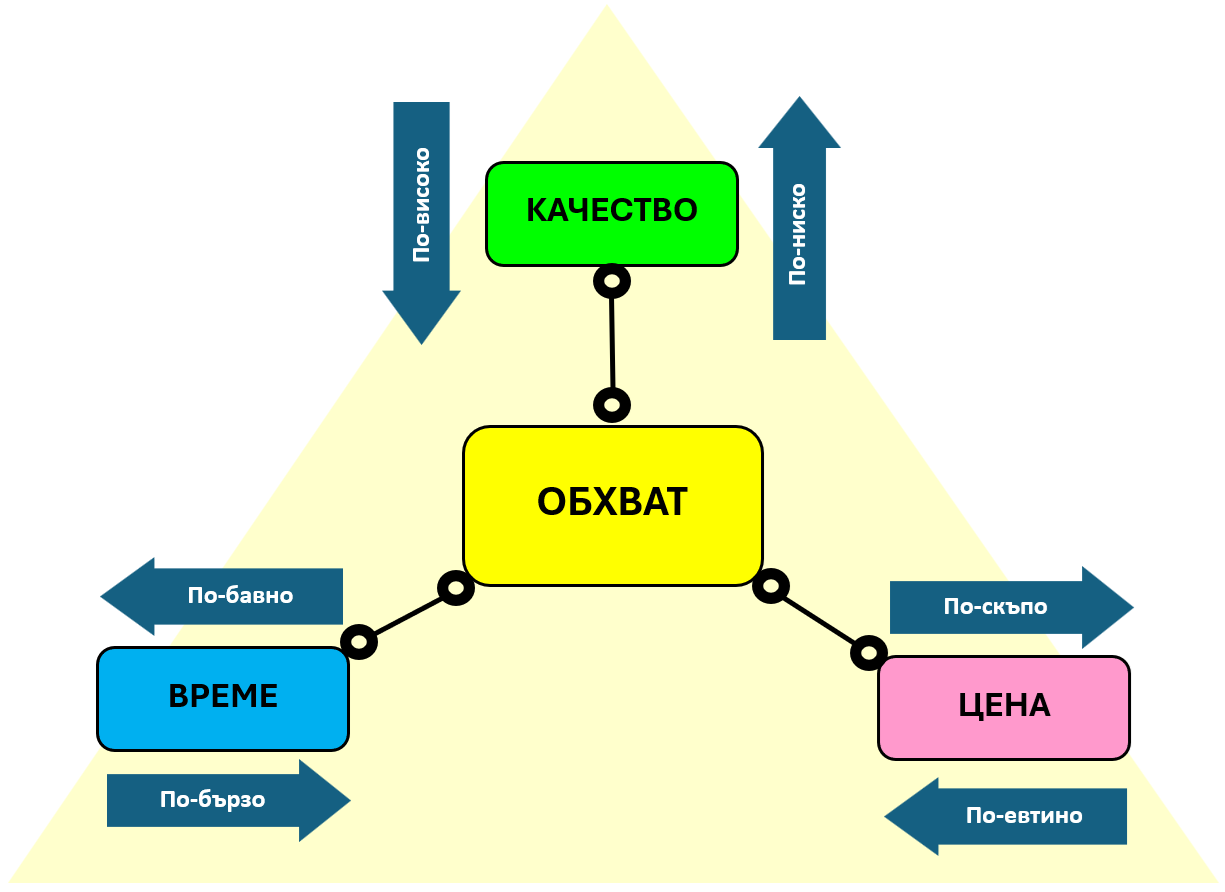 По-високо
КАЧЕСТВО
По-ниско
ОБХВАТ
По-бавно
По-скъпо
ВРЕМЕ
ЦЕНА
По-бързо
По-евтино